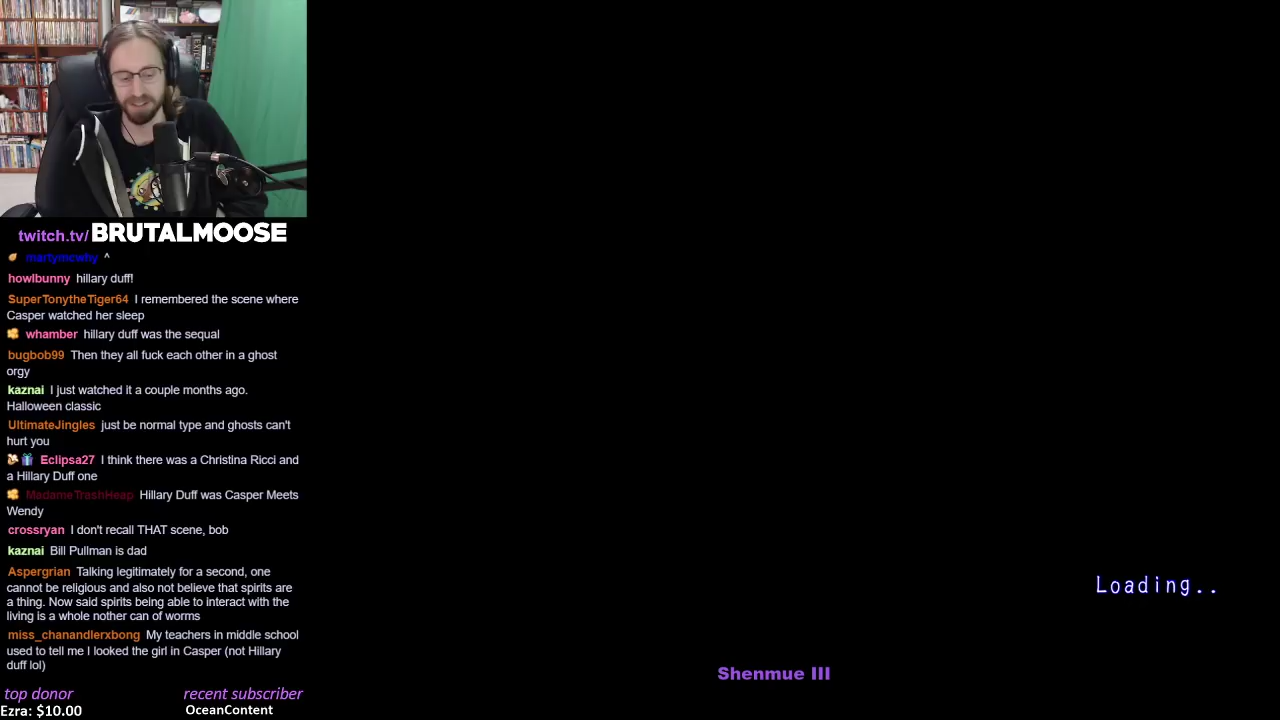 twitch.tv/BRUTALMOOSE
martymcwhy ^
howlbunny hillary duff!
SuperTonytheTiger64 I remembered the scene where
Casper watched her sleep
whamber hillary duff was the sequal
bugbob99 Then they all fuck each other in a ghost
orgy
kaznai I just watched it a couple months ago.
Halloween classic
UltimateJingles just be normal type and ghosts can't
hurt you
Eclipsa27 I think there was a Christina Ricci and
a Hillary Duff one
MadameTrashHeap Hillary Duff was Casper Meets
Wendy
crossryan I don't recall THAT scene, bob
kaznai Bill Pullman is dad
Aspergrian Talking legitimately for a second, one
cannot be religious and also not believe that spirits are
a thing. Now said spirits being able to interact with the
living is a whole nother can of worms
miss_chanandlerxbong My teachers in middle school
used to tell me I looked the girl in Casper (not Hillary
duff lol)
top donor
Ezra: $10.00
recent subscriber
OceanContent
Loading..
Shenmue III